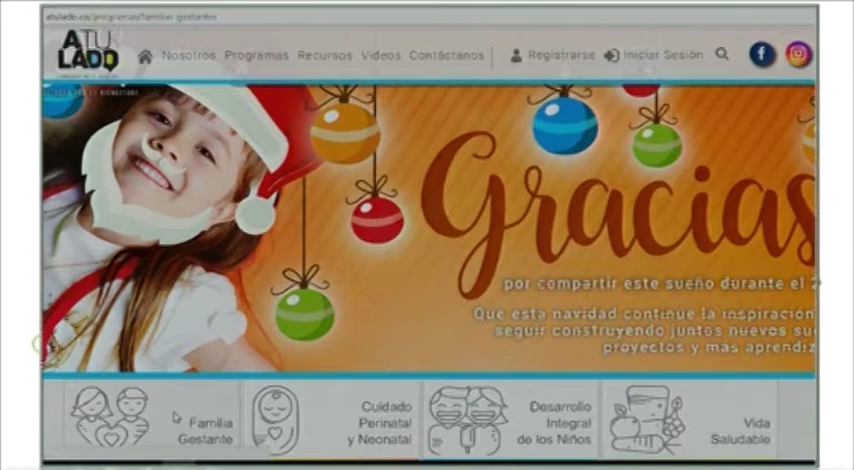 atulado.co/programas/familias-gestantes
A TU
LADO
Nosotros Programas Recursos Videos Contáctanos Registrarse Iniciar Sesión
Gracias
por compartir este sueño durante el
Que esta navidad continúe la inspiración
seguir construyendo juntos nuevos
proyectos y más
Familia
Gestante
Cuidado
Perinatal
y Neonatal
Desarrollo
Integral
de los Niños
Vida
Saludable